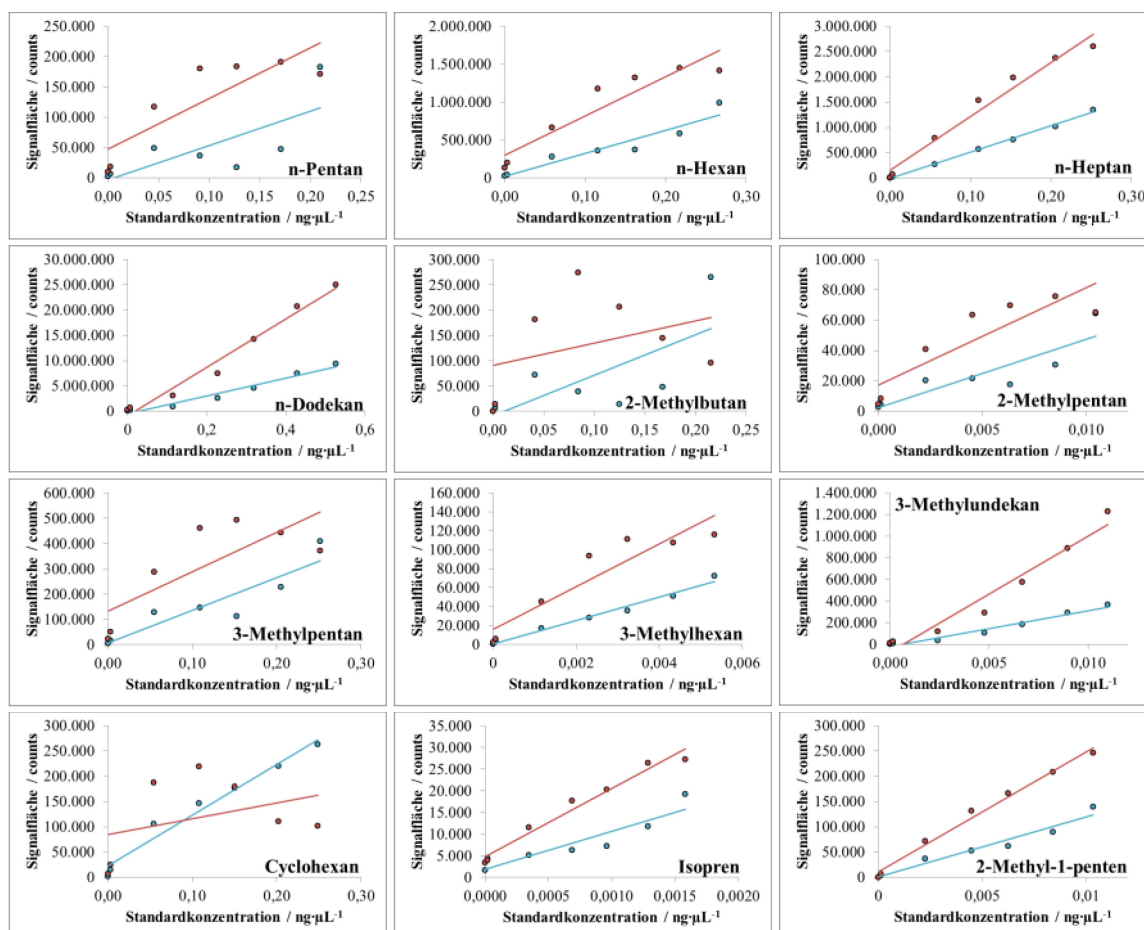 Signalfläche / counts
250.000
200.000
150.000
100.000
50.000
0
0,00 0,05 0,10 0,15 0,20 0,25
Standardkonzentration / ng·µL-1
n-Pentan
Signalfläche / counts
2.000.000
1.500.000
1.000.000
500.000
0
0,00 0,10 0,20 0,30
Standardkonzentration / ng·µL-1
n-Hexan
Signalfläche / counts
3.000.000
2.500.000
2.000.000
1.500.000
1.000.000
500.000
0
0,00 0,10 0,20 0,30
Standardkonzentration / ng·µL-1
n-Heptan
Signalfläche / counts
30.000.000
25.000.000
20.000.000
15.000.000
10.000.000
5.000.000
0
0 0,2 0,4 0,6
Standardkonzentration / ng·µL-1
n-Dodekan
Signalfläche / counts
300.000
250.000
200.000
150.000
100.000
50.000
0
0,00 0,05 0,10 0,15 0,20 0,25
Standardkonzentration / ng·µL-1
2-Methylbutan
Signalfläche / counts
100.000
80.000
60.000
40.000
20.000
0
0,000 0,005 0,010
Standardkonzentration / ng·µL-1
2-Methylpentan
Signalfläche / counts
600.000
500.000
400.000
300.000
200.000
100.000
0
0,00 0,10 0,20 0,30
Standardkonzentration / ng·µL-1
3-Methylpentan
Signalfläche / counts
160.000
140.000
120.000
100.000
80.000
60.000
40.000
20.000
0
0 0,002 0,004 0,006
Standardkonzentration / ng·µL-1
3-Methylhexan
Signalfläche / counts
1.400.000
1.200.000
1.000.000
800.000
600.000
400.000
200.000
0
0,000 0,005 0,010
Standardkonzentration / ng·µL-1
3-Methylundekan
Signalfläche / counts
300.000
250.000
200.000
150.000
100.000
50.000
0
0,00 0,10 0,20 0,30
Standardkonzentration / ng·µL-1
Cyclohexan
Signalfläche / counts
35.000
30.000
25.000
20.000
15.000
10.000
5.000
0
0,0000 0,0005 0,0010 0,0015 0,0020
Standardkonzentration / ng·µL-1
Isopren
Signalfläche / counts
300.000
250.000
200.000
150.000
100.000
50.000
0
0 0,005 0,01
Standardkonzentration / ng·µL-1
2-Methyl-1-penten